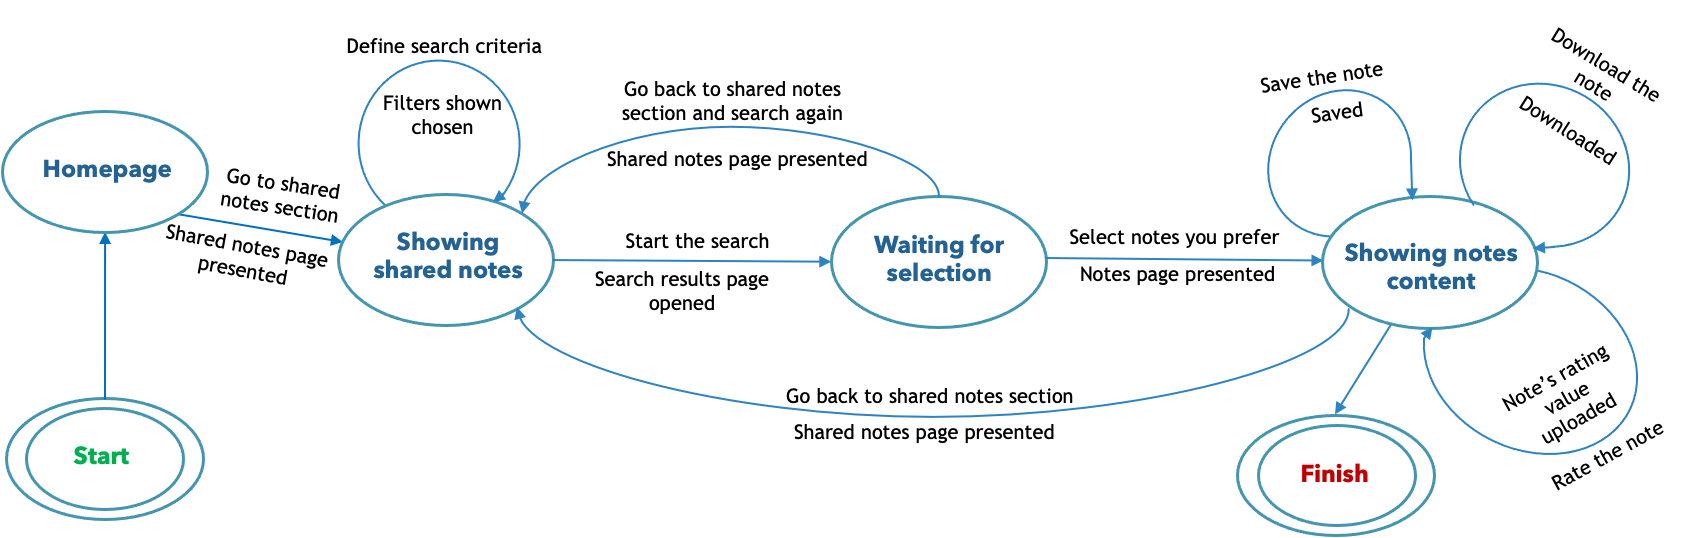 Define search criteria
Filters shown
chosen
Go back to shared notes
section and search again
Shared notes page presented
Save the note
Saved
Download the
note
Downloaded
Homepage
Go to shared
notes section
Shared notes page
presented
Showing
shared notes
Start the search
Search results page
opened
Waiting for
selection
Select notes you prefer
Notes page presented
Showing notes
content
Go back to shared notes section
Shared notes page presented
Note's rating
value
uploaded
Rate the note
Start
Finish